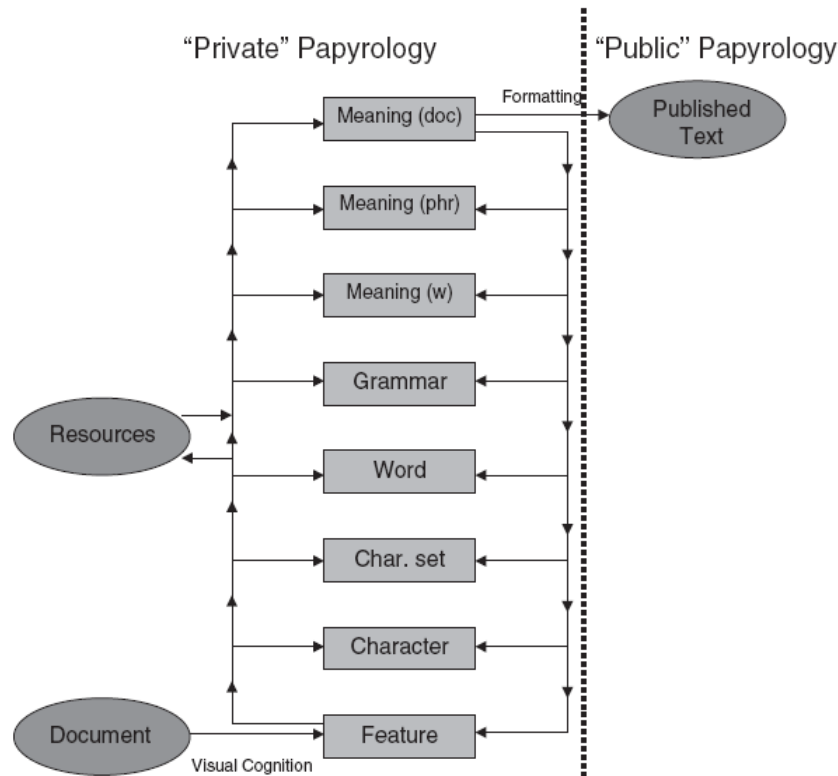 “Private” Papyrology
“Public” Papyrology
Formatting
Meaning (doc)
Published
Text
Meaning (phr)
Meaning (w)
Grammar
Resources
Word
Char. set
Character
Document
Feature
Visual Cognition